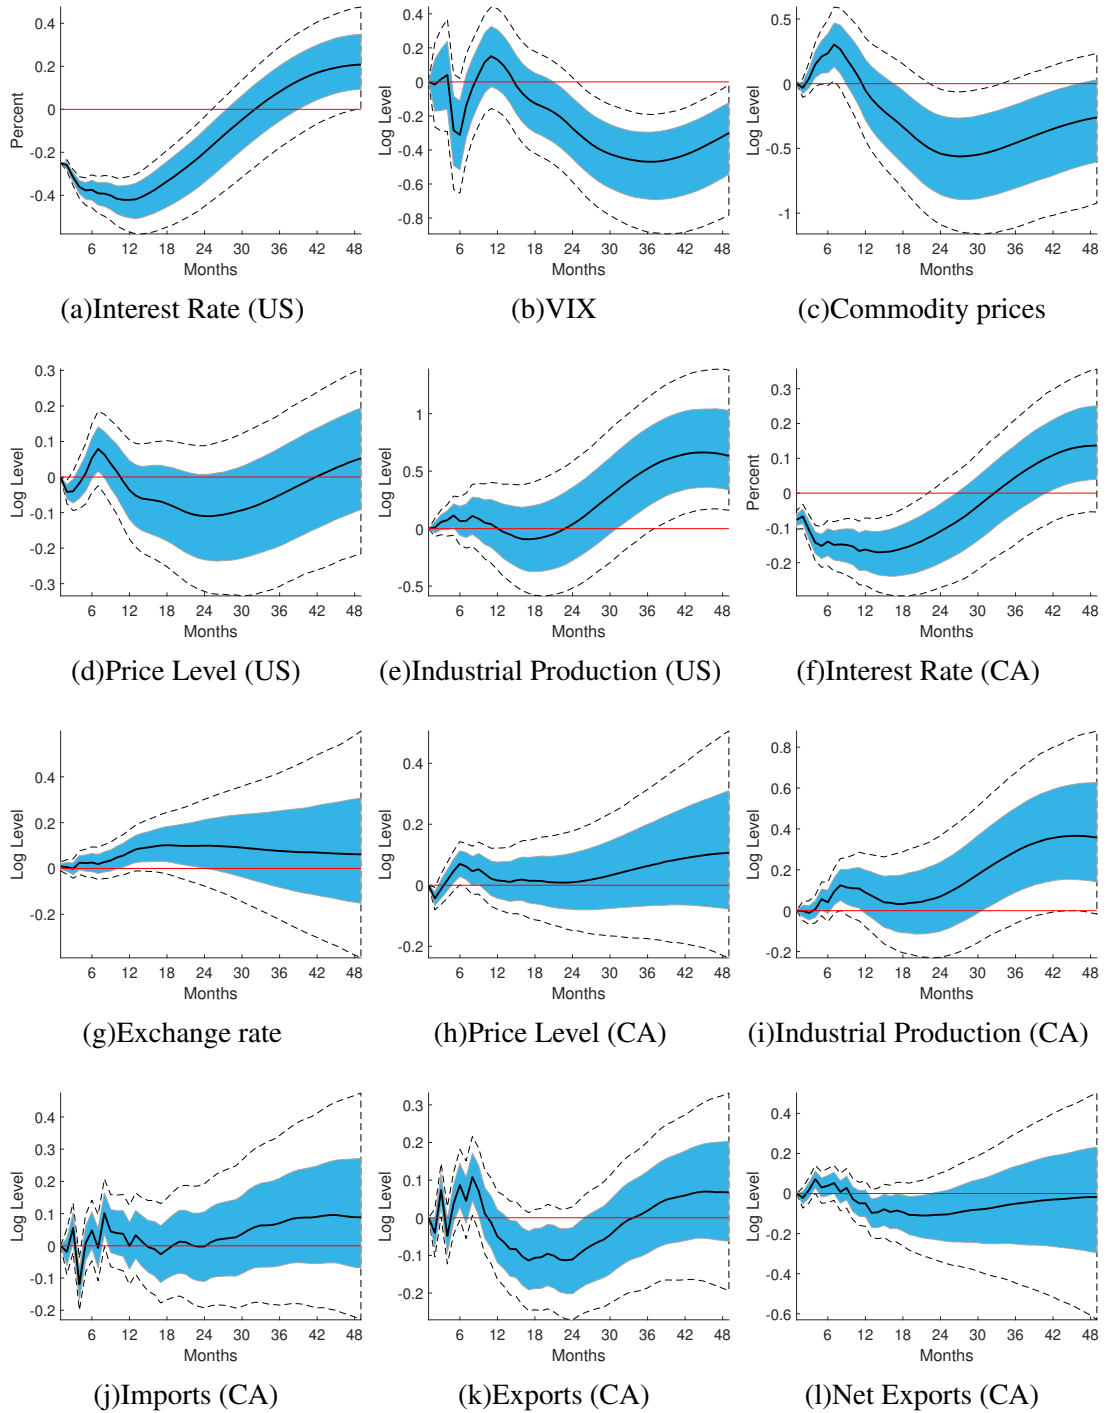 0.4
0.2
0
-0.2
-0.4
Percent
6 12 18 24 30 36 42 48
Months
(a)Interest Rate (US)
0.4
0.2
0
-0.2
-0.4
-0.6
-0.8
Log Level
6 12 18 24 30 36 42 48
Months
(b)VIX
0.5
0
-0.5
-1
Log Level
6 12 18 24 30 36 42 48
Months
(c)Commodity prices
0.3
0.2
0.1
0
-0.1
-0.2
-0.3
Log Level
6 12 18 24 30 36 42 48
Months
(d)Price Level (US)
1
0.5
0
-0.5
Log Level
6 12 18 24 30 36 42 48
Months
(e)Industrial Production (US)
0.3
0.2
0.1
0
-0.1
-0.2
Percent
6 12 18 24 30 36 42 48
Months
(f)Interest Rate (CA)
0.4
0.2
0
-0.2
Log Level
6 12 18 24 30 36 42 48
Months
(g)Exchange rate
0.4
0.2
0
-0.2
Log Level
6 12 18 24 30 36 42 48
Months
(h)Price Level (CA)
0.8
0.6
0.4
0.2
0
-0.2
Log Level
6 12 18 24 30 36 42 48
Months
(i)Industrial Production (CA)
0.4
0.3
0.2
0.1
0
-0.1
-0.2
Log Level
6 12 18 24 30 36 42 48
Months
(j)Imports (CA)
0.3
0.2
0.1
0
-0.1
-0.2
Log Level
6 12 18 24 30 36 42 48
Months
(k)Exports (CA)
0.4
0.2
0
-0.2
-0.4
-0.6
Log Level
6 12 18 24 30 36 42 48
Months
(l)Net Exports (CA)